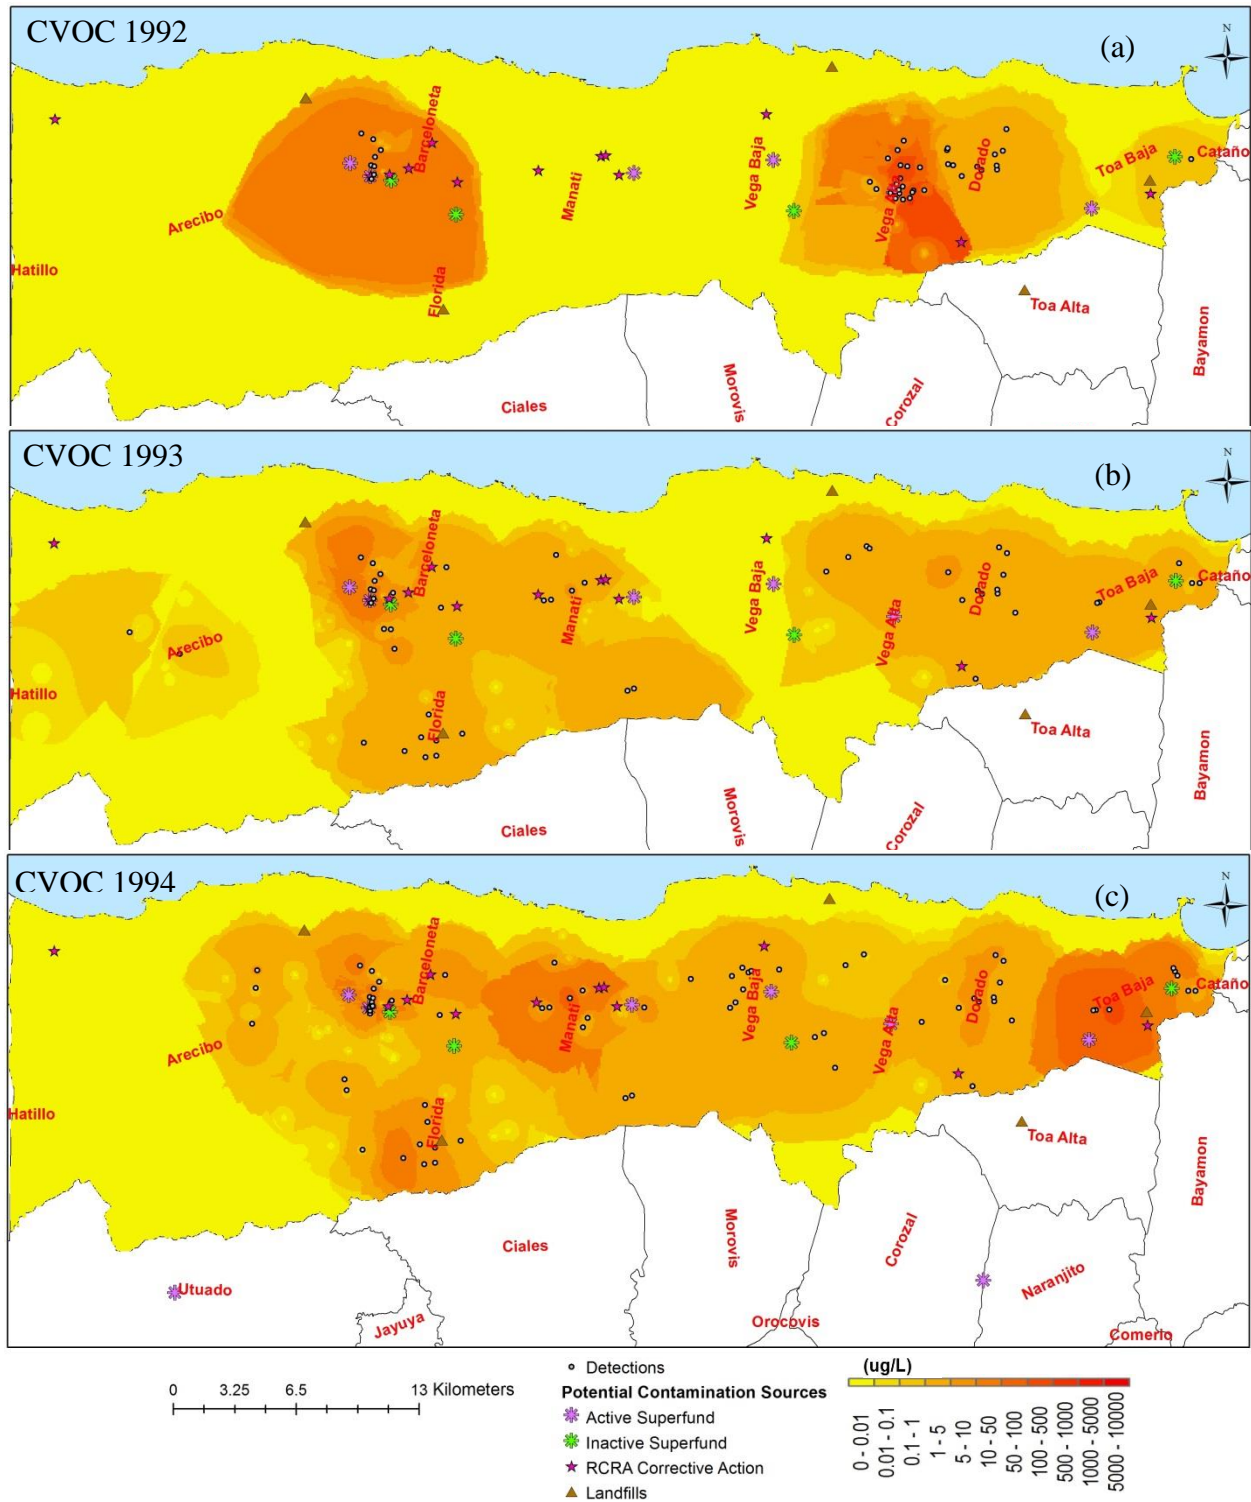 CVOC 1992
(a)
N
Barceloneta
Arecibo
Hatillo
Florida
Manati
Vega Baja
Dorado
Toa Baja
Cataño
Toa Alta
Bayamon
Ciales
Morovis
Corozal
CVOC 1993
(b)
N
Barceloneta
Arecibo
Hatillo
Florida
Manati
Vega Baja
Vega Alta
Dorado
Toa Baja
Cataño
Toa Alta
Bayamon
Ciales
Morovis
Corozal
CVOC 1994
(c)
N
Barceloneta
Arecibo
Hatillo
Florida
Manati
Vega Baja
Vega Alta
Dorado
Toa Baja
Cataño
Toa Alta
Bayamon
Ciales
Morovis
Corozal
Utuado
Jayuya
Orocovis
Naranjito
Comerio
0 3.25 6.5 13 Kilometers
Detections
Potential Contamination Sources
Active Superfund
Inactive Superfund
RCRA Corrective Action
Landfills
(ug/L)
0 - 0.01
0.01 - 0.1
0.1 - 1
1 - 5
5 - 10
10 - 50
50 - 100
100 - 500
500 - 1000
1000 - 5000
5000 - 10000